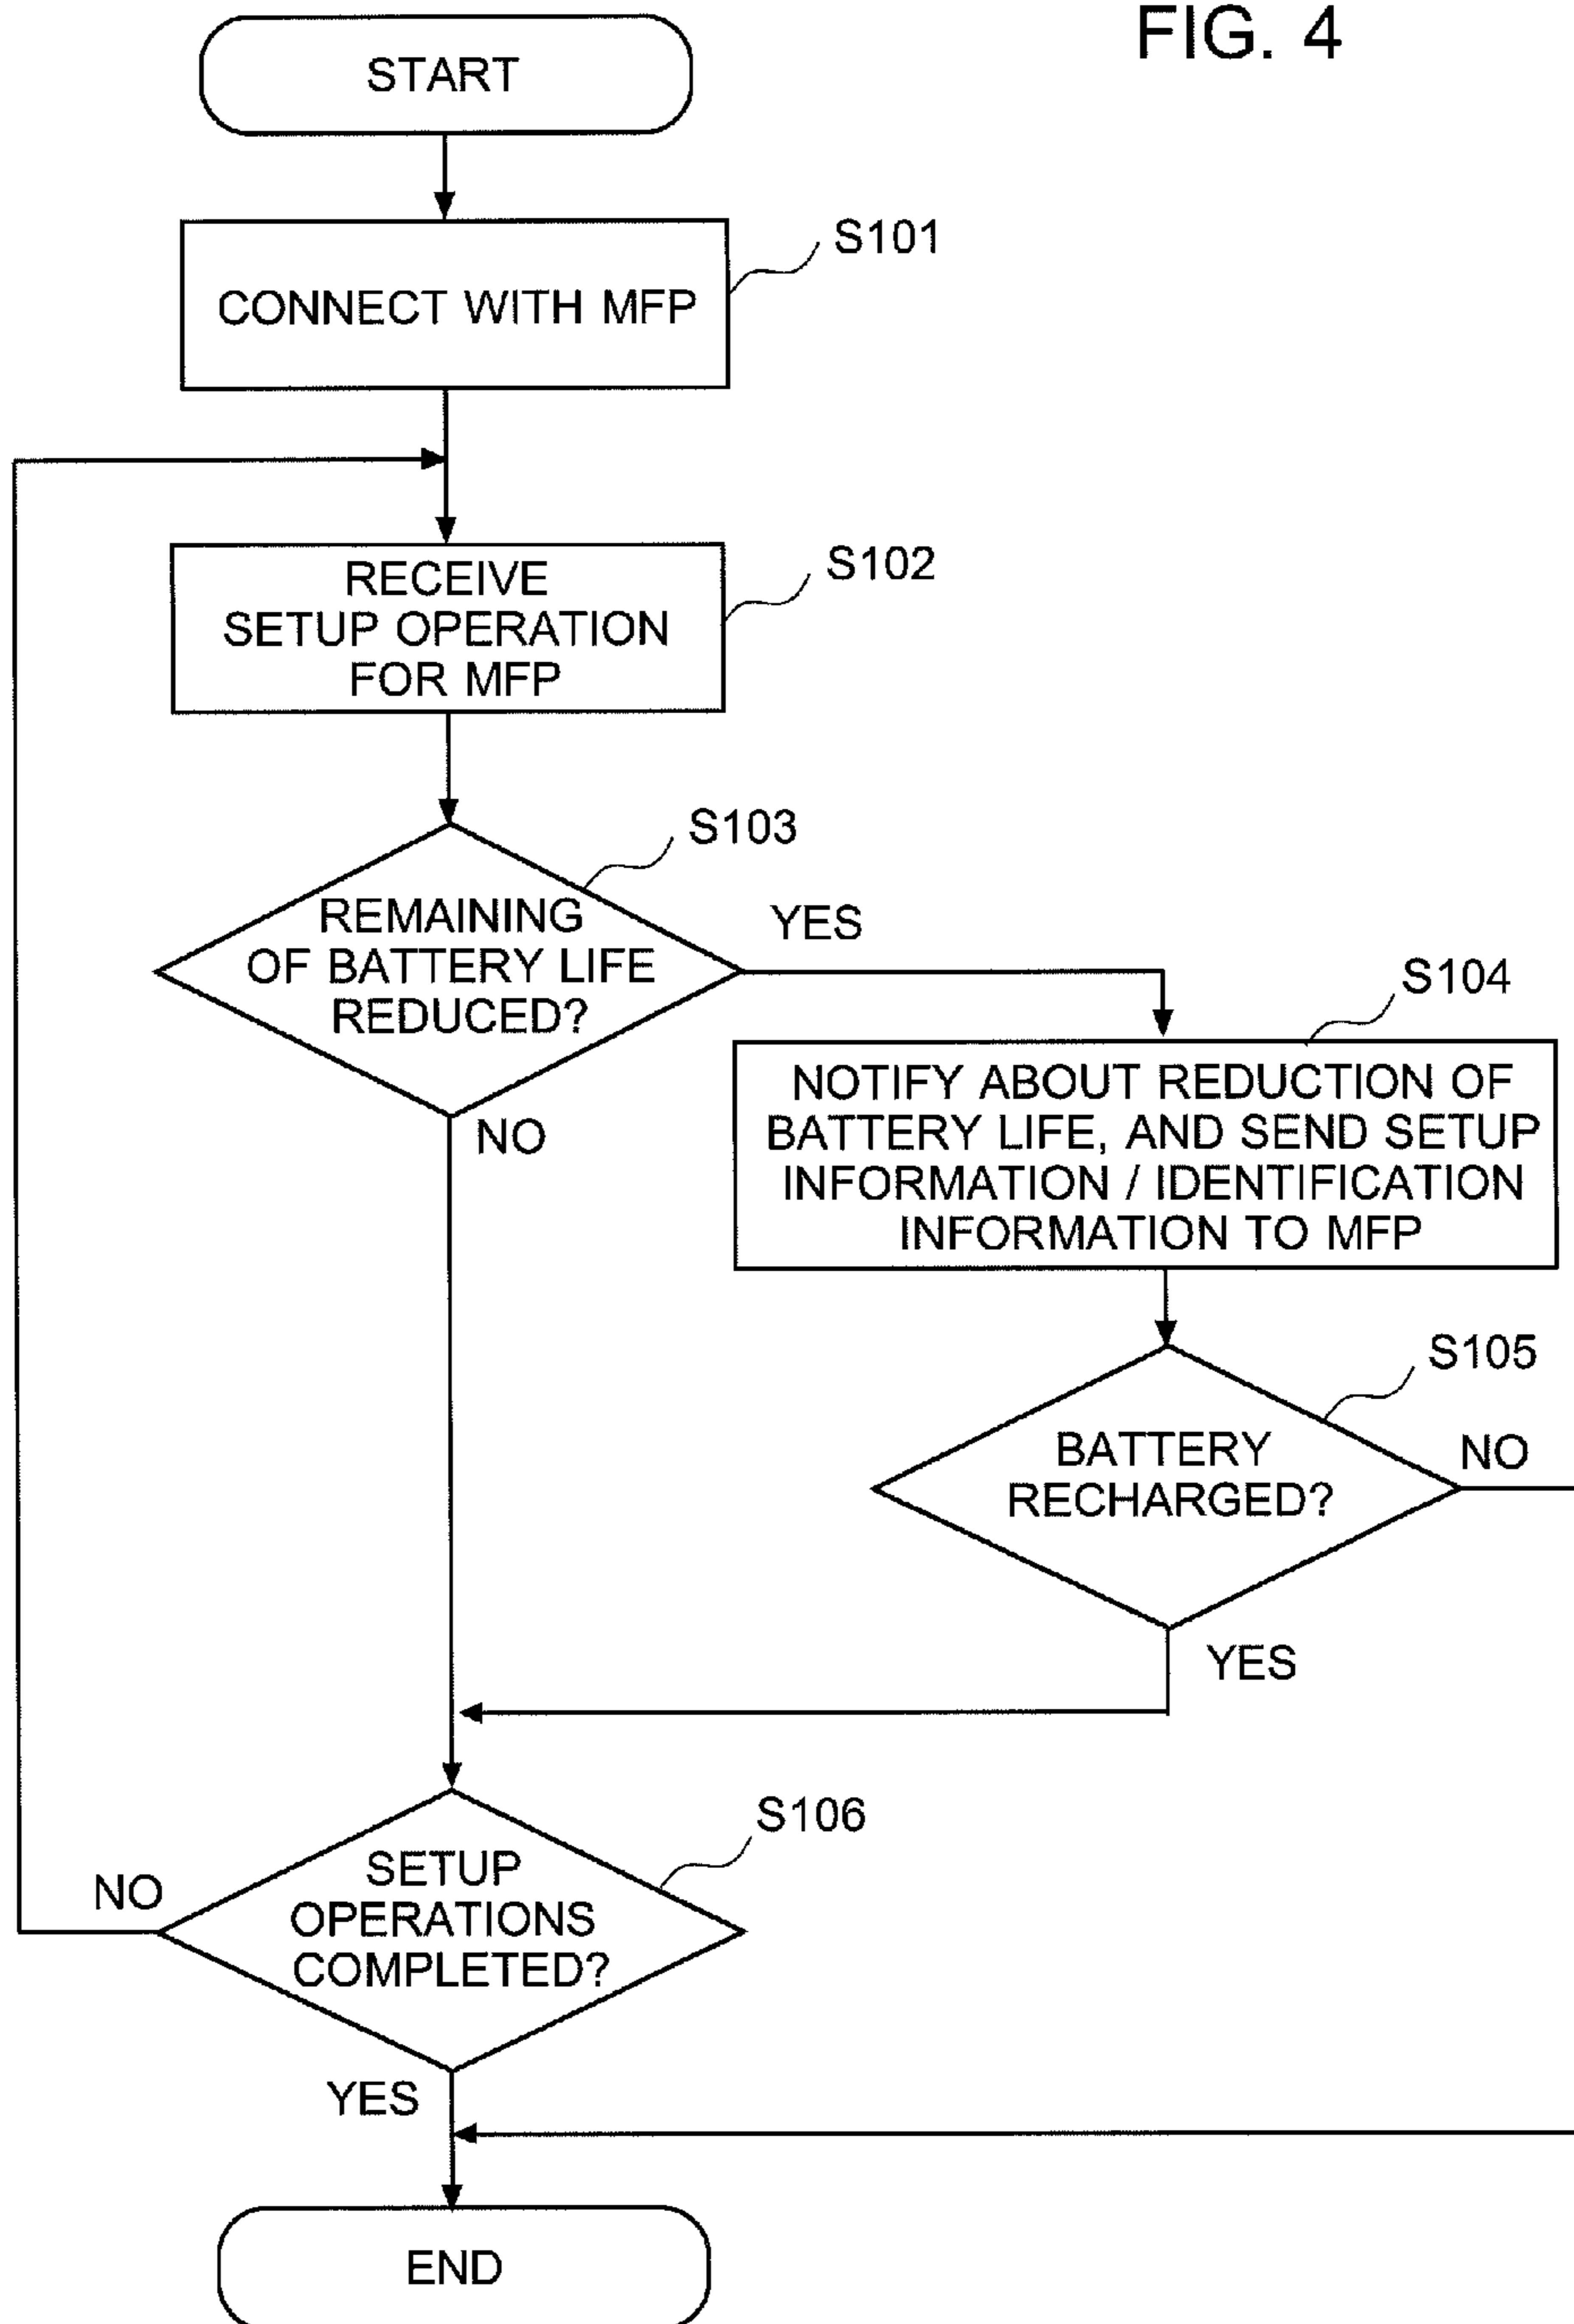 FIG. 4
START
S101
CONNECT WITH MFP
S102
RECEIVE
SETUP OPERATION
FOR MFP
S103
REMAINING
OF BATTERY LIFE
REDUCED?
YES
NO
S104
NOTIFY ABOUT REDUCTION OF
BATTERY LIFE, AND SEND SETUP
INFORMATION / IDENTIFICATION
INFORMATION TO MFP
S105
BATTERY
RECHARGED?
NO
YES
S106
SETUP
OPERATIONS
COMPLETED?
NO
YES
END